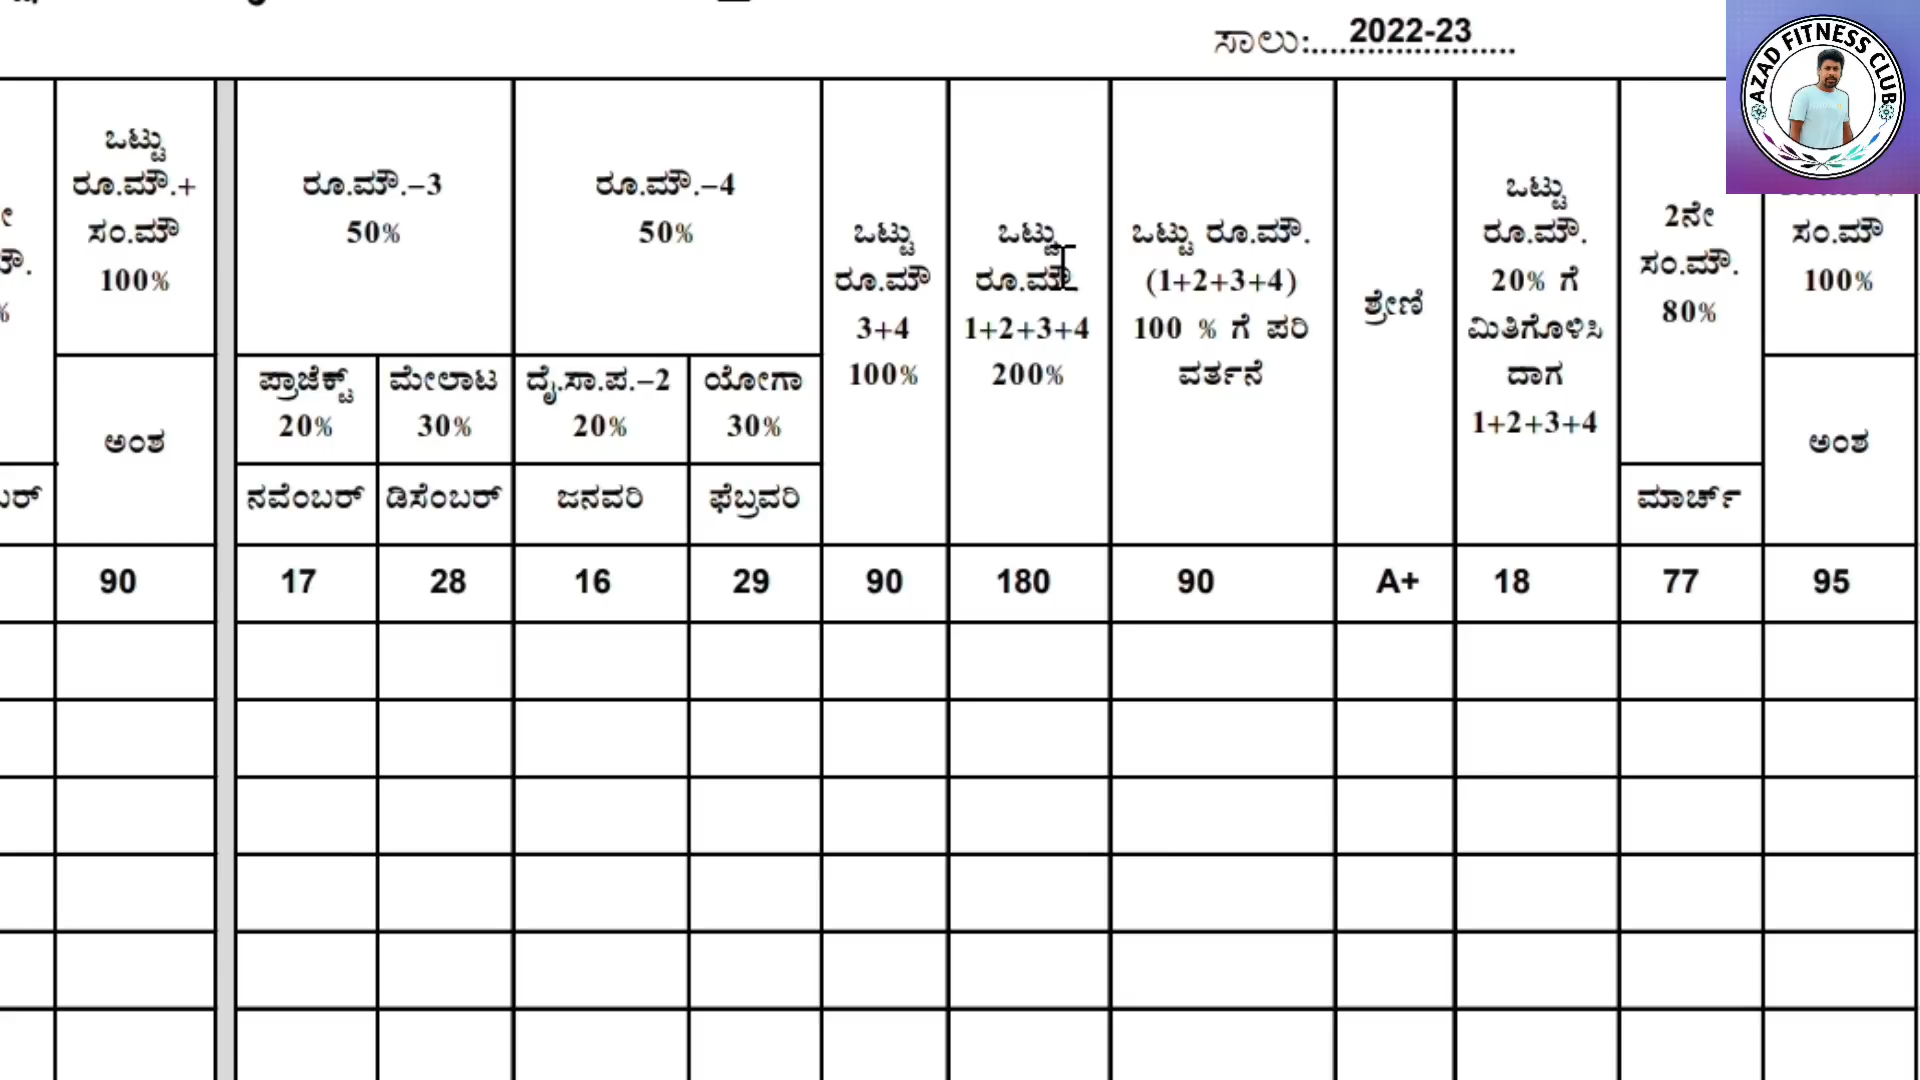 ಸಾಲು:....2022-23....
AZAD FITNESS CLUB
ಒಟ್ಟು
ರೂ.ಮೌ.+
ಸಂ.ಮೌ
100%
ಅಂಶ
ರೂ.ಮೌ.–3
50%
ಪ್ರಾಜೆಕ್ಟ್
20%
ನವೆಂಬರ್
ಮೇಲಾಟ
30%
ಡಿಸೆಂಬರ್
ರೂ.ಮೌ.–4
50%
ದೈ.ಸಾ.ಪ.–2
20%
ಜನವರಿ
ಯೋಗಾ
30%
ಫೆಬ್ರವರಿ
ಒಟ್ಟು
ರೂ.ಮೌ
3+4
100%
ಒಟ್ಟು
ರೂ.ಮೌ
1+2+3+4
200%
ಒಟ್ಟು ರೂ.ಮೌ.
(1+2+3+4)
100 % ಗೆ ಪರಿ
ವರ್ತನೆ
ಶ್ರೇಣಿ
ಒಟ್ಟು
ರೂ.ಮೌ.
20% ಗೆ
ಮಿತಿಗೊಳಿಸಿ
ದಾಗ
1+2+3+4
2ನೇ
ಸಂ.ಮೌ.
80%
ಮಾರ್ಚ್
ಸಂ.ಮೌ
100%
ಅಂಶ
90 17 28 16 29 90 180 90 A+ 18 77 95